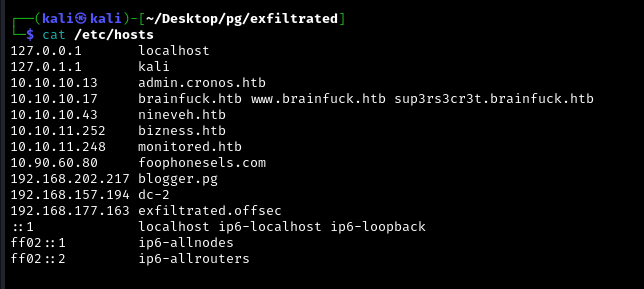 ┌──(kali㉿kali)-[~/Desktop/pg/exfiltrated]
└─$ cat /etc/hosts
127.0.0.1       localhost
127.0.1.1       kali
10.10.10.13     admin.cronos.htb
10.10.10.17     brainfuck.htb www.brainfuck.htb sup3rs3cr3t.brainfuck.htb
10.10.10.43     nineveh.htb
10.10.11.252    bizness.htb
10.10.11.248    monitored.htb
10.90.60.80     foophonesels.com
192.168.202.217 blogger.pg
192.168.157.194 dc-2
192.168.177.163 exfiltrated.offsec
::1             localhost ip6-localhost ip6-loopback
ff02::1         ip6-allnodes
ff02::2         ip6-allrouters